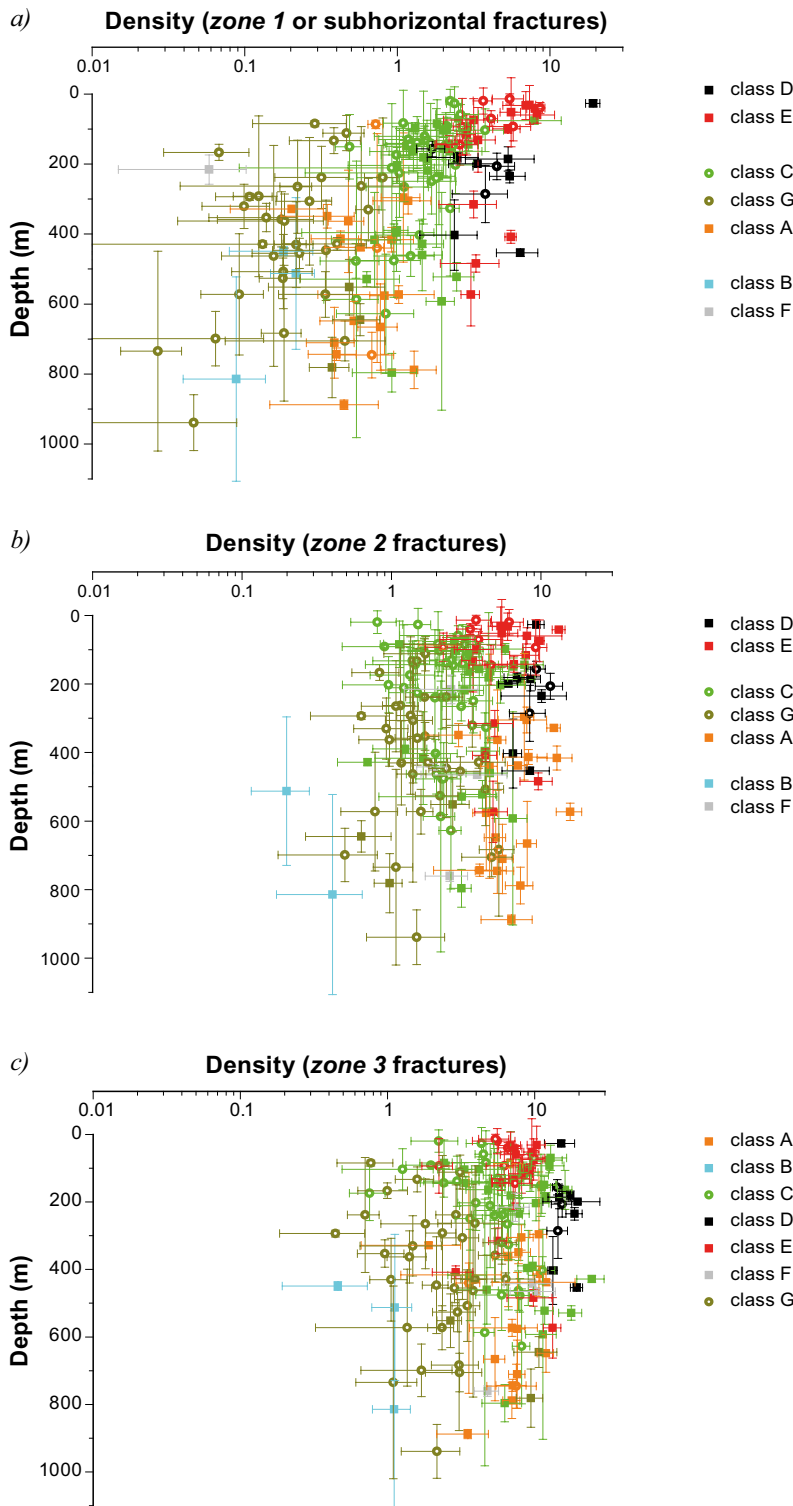 a)
Density (zone 1 or subhorizontal fractures)
0.01 0.1 1 10
0
200
400
600
800
1000
Depth (m)
class D
class E
class C
class G
class A
class B
class F
b)
Density (zone 2 fractures)
0.01 0.1 1 10
0
200
400
600
800
1000
Depth (m)
class D
class E
class C
class G
class A
class B
class F
c)
Density (zone 3 fractures)
0.01 0.1 1 10
0
200
400
600
800
1000
Depth (m)
class A
class B
class C
class D
class E
class F
class G